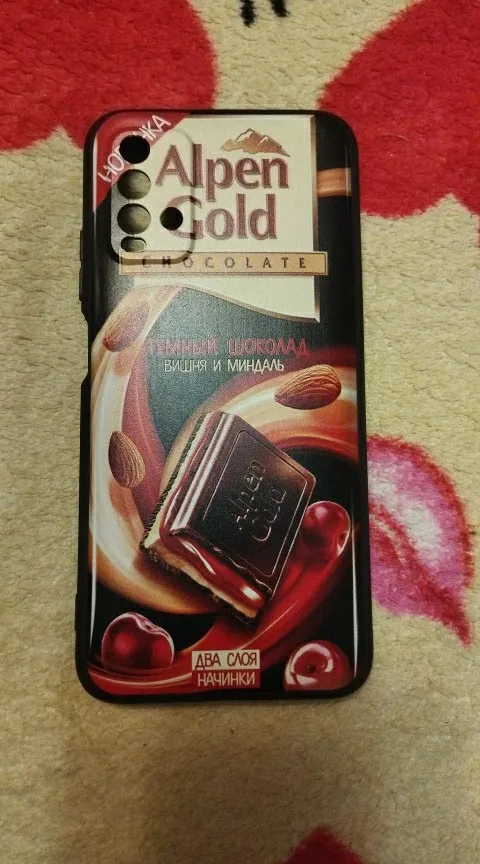 НОВИНКА
Alpen
Gold
CHOCOLATE
ТЕМНЫЙ ШОКОЛАД
ВИШНЯ И МИНДАЛЬ
Alpen
Gold
ДВА СЛОЯ
НАЧИНКИ